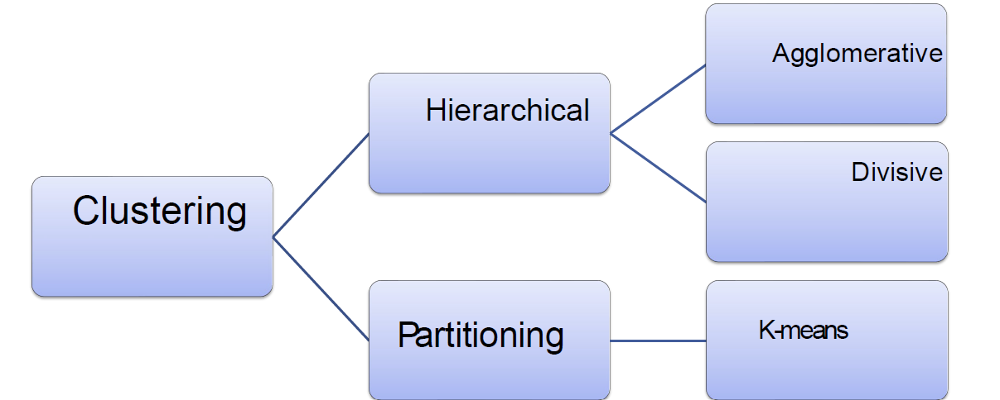 Clustering
Hierarchical
Agglomerative
Divisive
Partitioning
K-means